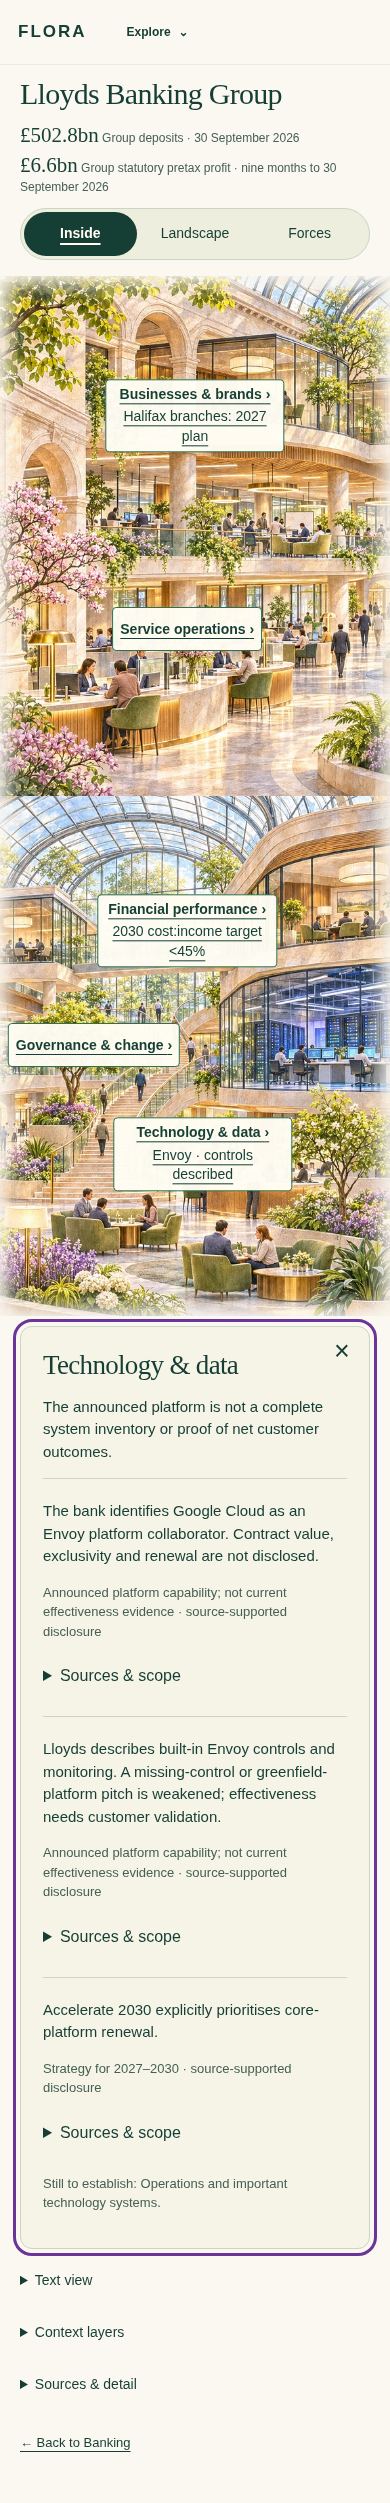 FLORA
Explore ⌄
Lloyds Banking Group
£502.8bn Group deposits · 30 September 2026
£6.6bn Group statutory pretax profit · nine months to 30
September 2026
Inside
Landscape
Forces
Businesses & brands ›
Halifax branches: 2027
plan
Service operations ›
Financial performance ›
2030 cost:income target
<45%
Governance & change ›
Technology & data ›
Envoy · controls
described
×
Technology & data
The announced platform is not a complete
system inventory or proof of net customer
outcomes.
The bank identifies Google Cloud as an
Envoy platform collaborator. Contract value,
exclusivity and renewal are not disclosed.
Announced platform capability; not current
effectiveness evidence · source-supported
disclosure
▶ Sources & scope
Lloyds describes built-in Envoy controls and
monitoring. A missing-control or greenfield-
platform pitch is weakened; effectiveness
needs customer validation.
Announced platform capability; not current
effectiveness evidence · source-supported
disclosure
▶ Sources & scope
Accelerate 2030 explicitly prioritises core-
platform renewal.
Strategy for 2027–2030 · source-supported
disclosure
▶ Sources & scope
Still to establish: Operations and important
technology systems.
▶ Text view
▶ Context layers
▶ Sources & detail
← Back to Banking